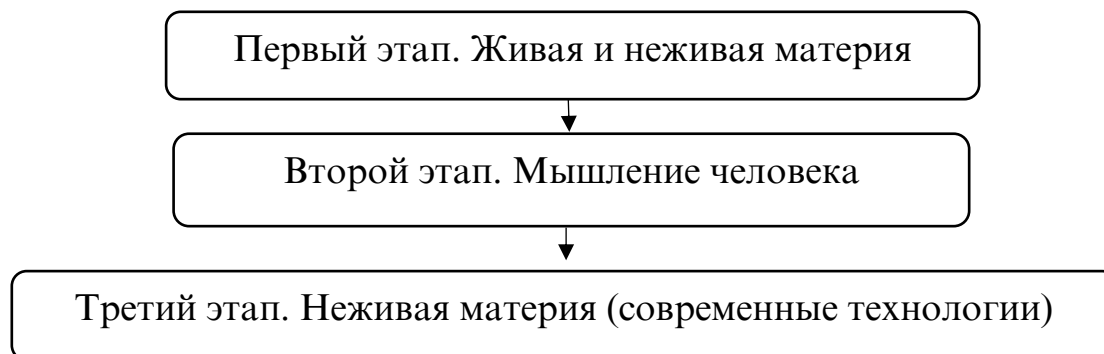 Первый этап. Живая и неживая материя
Второй этап. Мышление человека
Третий этап. Неживая материя (современные технологии)